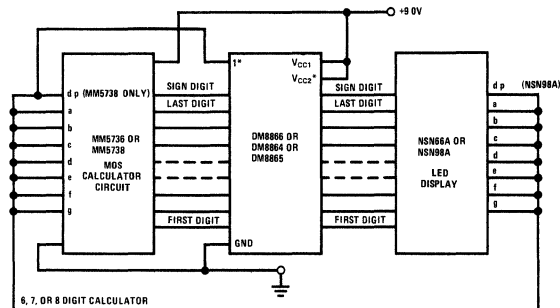 +9 0V
d p (MM5738 ONLY)
a
b
c
d
e
f
g
MM5736 OR
MM5738
MOS
CALCULATOR
CIRCUIT
SIGN DIGIT
LAST DIGIT
FIRST DIGIT
1*
VCC1
VCC2*
DM8866 OR
DM8864 OR
DM8865
GND
SIGN DIGIT
LAST DIGIT
FIRST DIGIT
NSN66A OR
NSN98A
LED
DISPLAY
d p (NSN98A)
a
b
c
d
e
f
g
6, 7, OR 8 DIGIT CALCULATOR